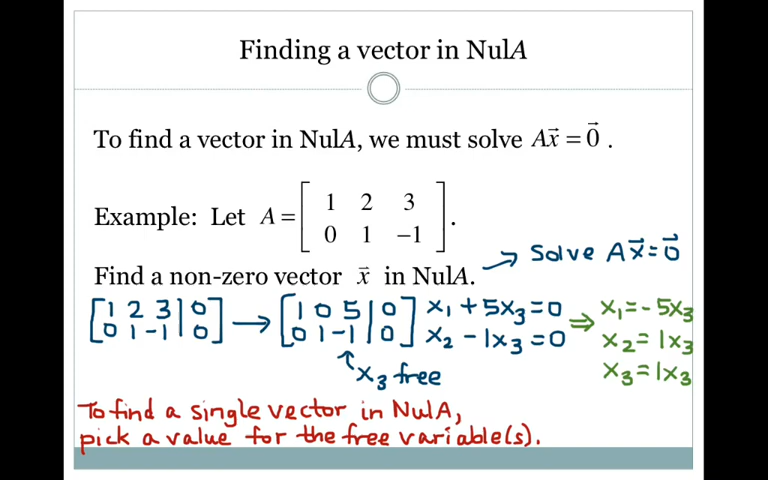 Finding a vector in NulA
To find a vector in NulA, we must solve Ax⃗ = 0⃗ .
Example: Let A = [ 1 2 3
0 1 −1 ] .
→ Solve Ax⃗ = 0⃗
Find a non-zero vector x⃗ in NulA.
[ 1 2 3 | 0 → [ 1 0 5 | 0 ] x₁ + 5x₃ = 0 ⇒ x₁ = -5x₃
0 1 -1 | 0 ] 0 1 -1 | 0 ] x₂ - 1x₃ = 0 x₂ = 1x₃
x₃ free x₃ = 1x₃
To find a single vector in NulA,
pick a value for the free variable(s).